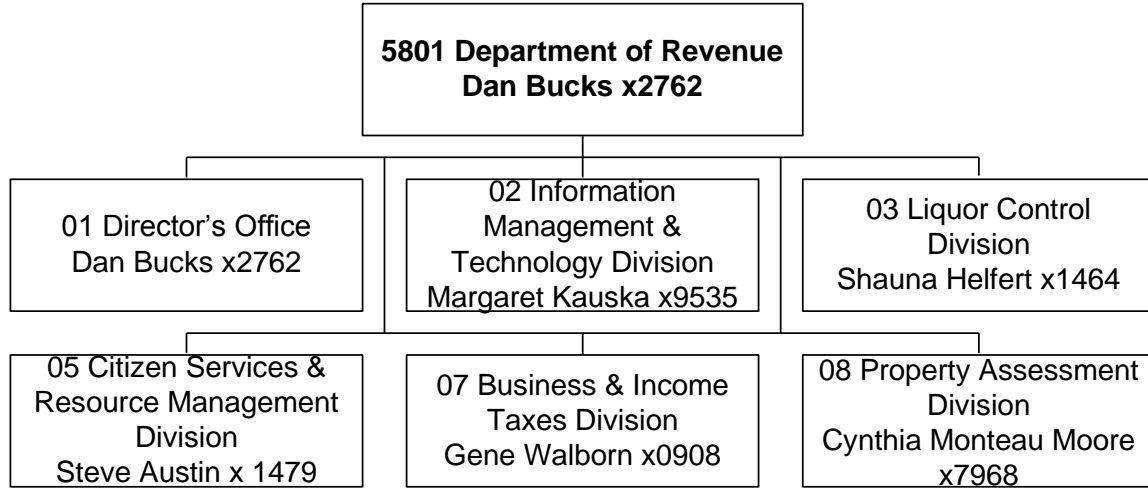 5801 Department of Revenue
Dan Bucks x2762
01 Director’s Office
Dan Bucks x2762
02 Information
Management &
Technology Division
Margaret Kauska x9535
03 Liquor Control
Division
Shauna Helfert x1464
05 Citizen Services &
Resource Management
Division
Steve Austin x 1479
07 Business & Income
Taxes Division
Gene Walborn x0908
08 Property Assessment
Division
Cynthia Monteau Moore
x7968